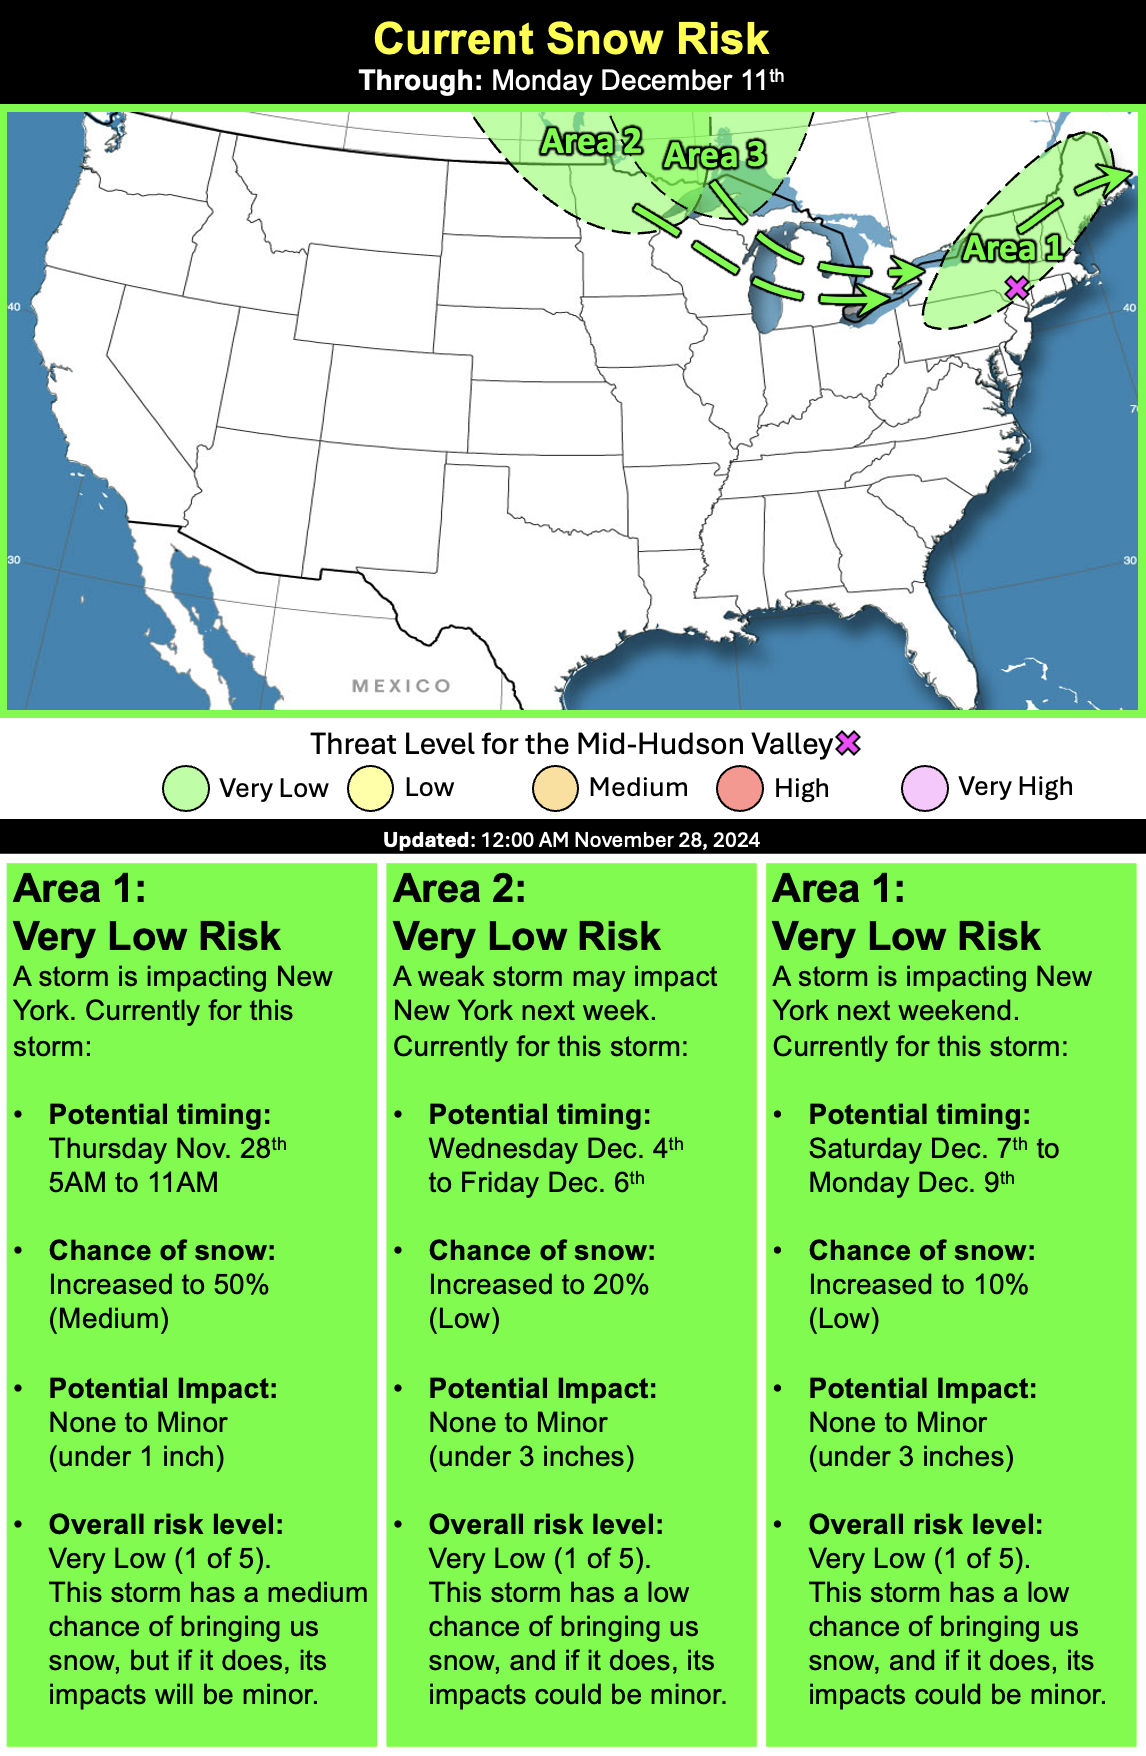 Current Snow Risk
Through: Monday December 11th
Area 2
Area 3
Area 1
40
40
7
30
30
MEXICO
Threat Level for the Mid-Hudson Valley
Very Low
Low
Medium
High
Very High
Updated: 12:00 AM November 28, 2024
Area 1:
Very Low Risk
A storm is impacting New
York. Currently for this
storm:
• Potential timing:
Thursday Nov. 28th
5AM to 11AM
• Chance of snow:
Increased to 50%
(Medium)
• Potential Impact:
None to Minor
(under 1 inch)
• Overall risk level:
Very Low (1 of 5).
This storm has a medium
chance of bringing us
snow, but if it does, its
impacts will be minor.
Area 2:
Very Low Risk
A weak storm may impact
New York next week.
Currently for this storm:
• Potential timing:
Wednesday Dec. 4th
to Friday Dec. 6th
• Chance of snow:
Increased to 20%
(Low)
• Potential Impact:
None to Minor
(under 3 inches)
• Overall risk level:
Very Low (1 of 5).
This storm has a low
chance of bringing us
snow, and if it does, its
impacts could be minor.
Area 1:
Very Low Risk
A storm is impacting New
York next weekend.
Currently for this storm:
• Potential timing:
Saturday Dec. 7th to
Monday Dec. 9th
• Chance of snow:
Increased to 10%
(Low)
• Potential Impact:
None to Minor
(under 3 inches)
• Overall risk level:
Very Low (1 of 5).
This storm has a low
chance of bringing us
snow, and if it does, its
impacts could be minor.